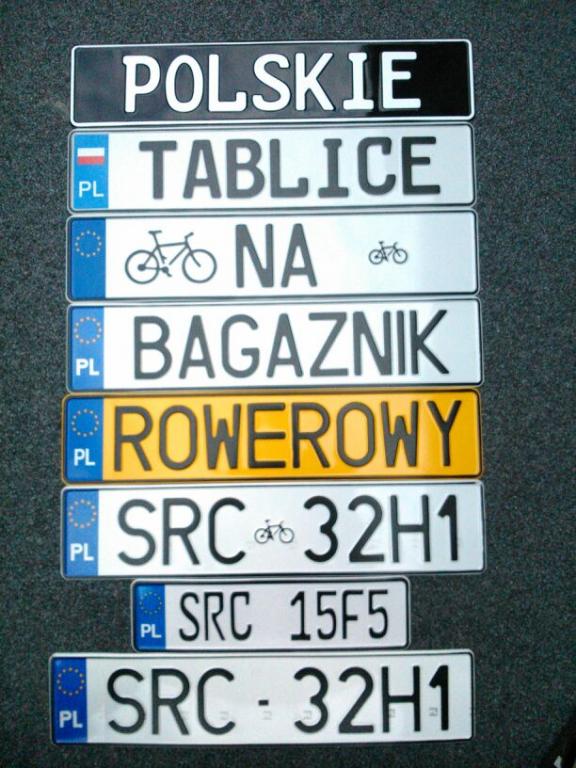 POLSKIE
PL TABLICE
NA
PL BAGAZNIK
PL ROWEROWY
PL SRC 32H1
PL SRC 15F5
PL SRC - 32H1